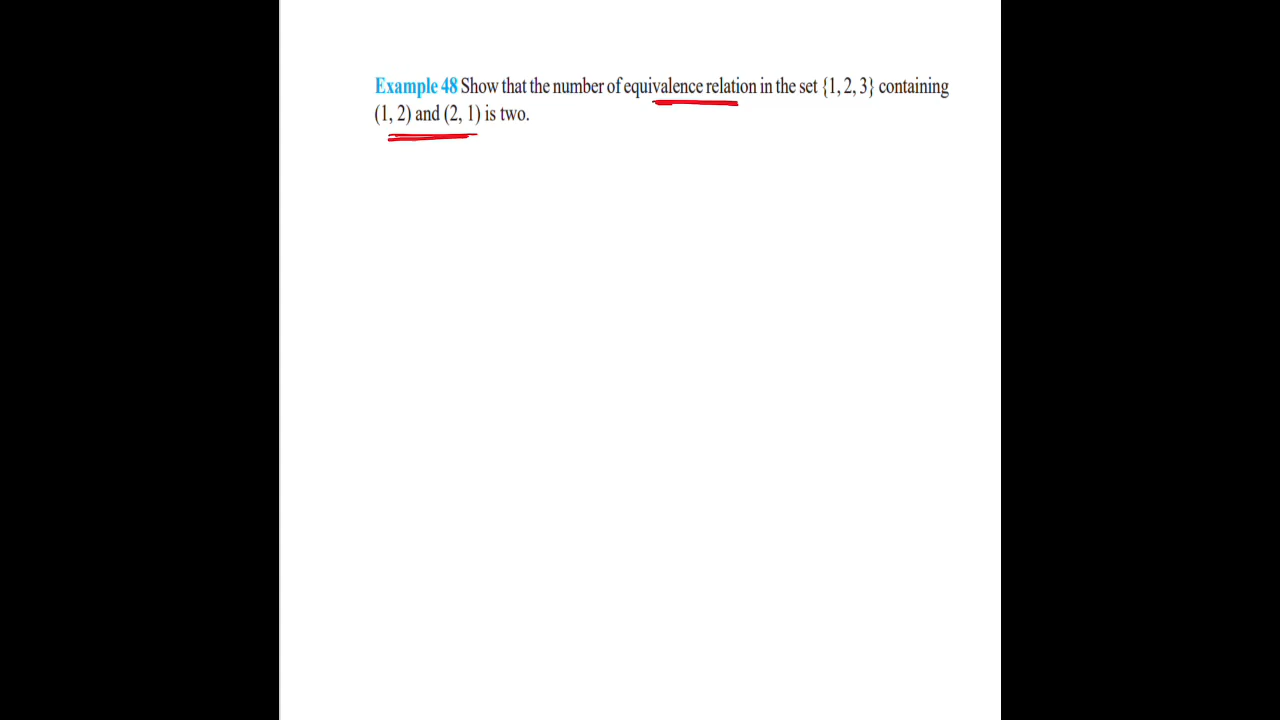 Example 48 Show that the number of equivalence relation in the set {1, 2, 3} containing
(1, 2) and (2, 1) is two.